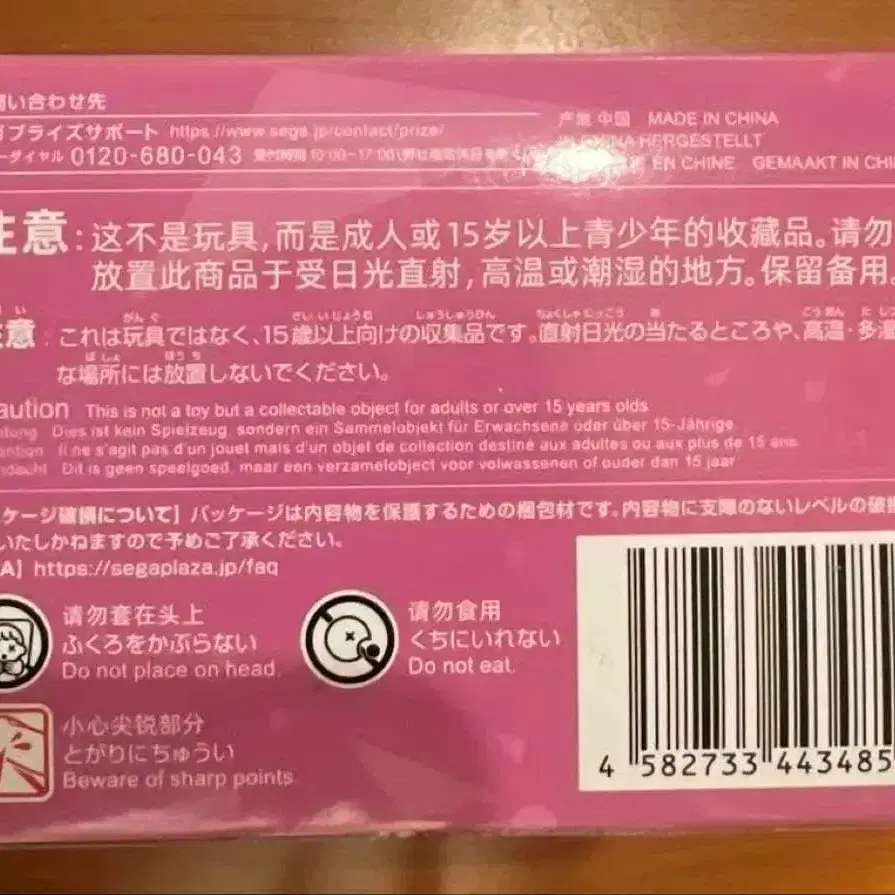 問い合わせ先
プライズサポート https://www.sega.jp/contact/prize/
ーダイヤル 0120-680-043 受付時間 10:00~17:00
产地 中国 MADE IN CHINA
HERGESTELLT
EN CHINE GEMAAKT IN CHI
注意：这不是玩具，而是成人或15岁以上青少年的收藏品。请勿
放置此商品于受日光直射，高温或潮湿的地方。保留备用
注意：これは玩具ではなく、15歳以上向けの収集品です。直射日光の当たるところや、高温・多湿
な場所には放置しないでください。
aution This is not a toy but a collectable object for adults or over 15 years olds
htung Dies ist kein Spielzeug, sondern ein Sammelobjekt für Erwachsene oder über 15-Jährige.
ention Il ne s'agit pas d'un jouet mais d'un objet de collection destiné aux adultes ou aux plus de 15 ans
ndacht Dit is geen speelgoed, maar een verzamelobject voor volwassenen of ouder dan 15 jaar
ケージ破損について] パッケージは内容物を保護するための梱包材です。内容物に支障のないレベルの破損
いたしかねますので予めご了承ください。
A] https://segaplaza.jp/faq
请勿套在头上
ふくろをかぶらない
Do not place on head.
请勿食用
くちにいれない
Do not eat.
小心尖锐部分
とがりにちゅうい
Beware of sharp points
4 582733 443485